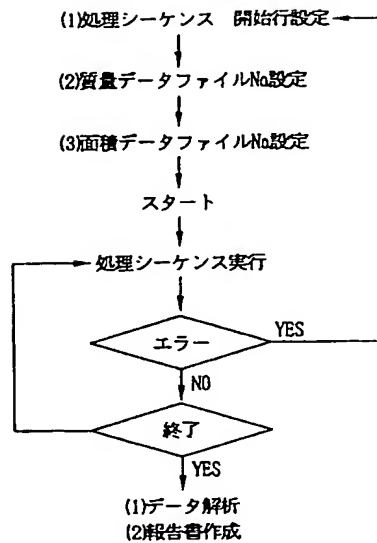 (1)処理シーケンス 開始行設定
(2)質量データファイルNo設定
(3)面積データファイルNo設定
スタート
処理シーケンス実行
エラー
YES
NO
終了
YES
(1)データ解析
(2)報告書作成